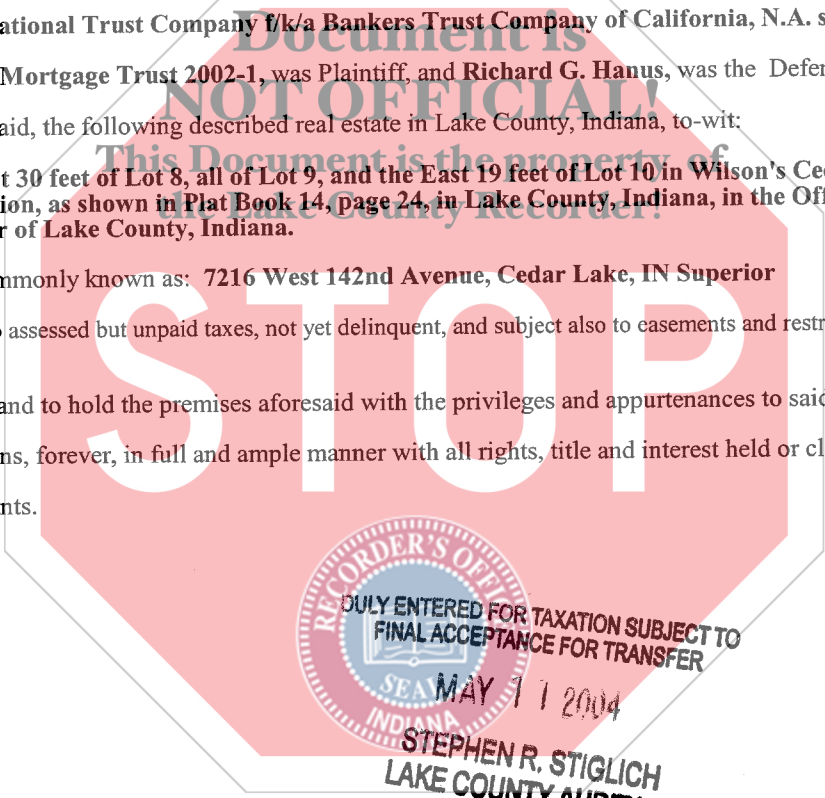 ational Trust Company f/k/a Bankers Trust Company of California, N.A. s
Document is
Mortgage Trust 2002-1, was Plaintiff, and Richard G. Hanus, was the Defen
NOT OFFICIAL!
aid, the following described real estate in Lake County, Indiana, to-wit:
This Document is the property of
t 30 feet of Lot 8, all of Lot 9, and the East 19 feet of Lot 10 in Wilson's Ced
the Lake County Recorder!
ion, as shown in Plat Book 14, page 24, in Lake County, Indiana, in the Off
r of Lake County, Indiana.
mmonly known as: 7216 West 142nd Avenue, Cedar Lake, IN Superior
assessed but unpaid taxes, not yet delinquent, and subject also to easements and restr
STOP
and to hold the premises aforesaid with the privileges and appurtenances to said
ns, forever, in full and ample manner with all rights, title and interest held or cl
nts.
RECORDER'S OFFICE
SEAL
INDIANA
DULY ENTERED FOR TAXATION SUBJECT TO
FINAL ACCEPTANCE FOR TRANSFER
MAY 11 2004
STEPHEN R. STIGLICH
LAKE COUNTY